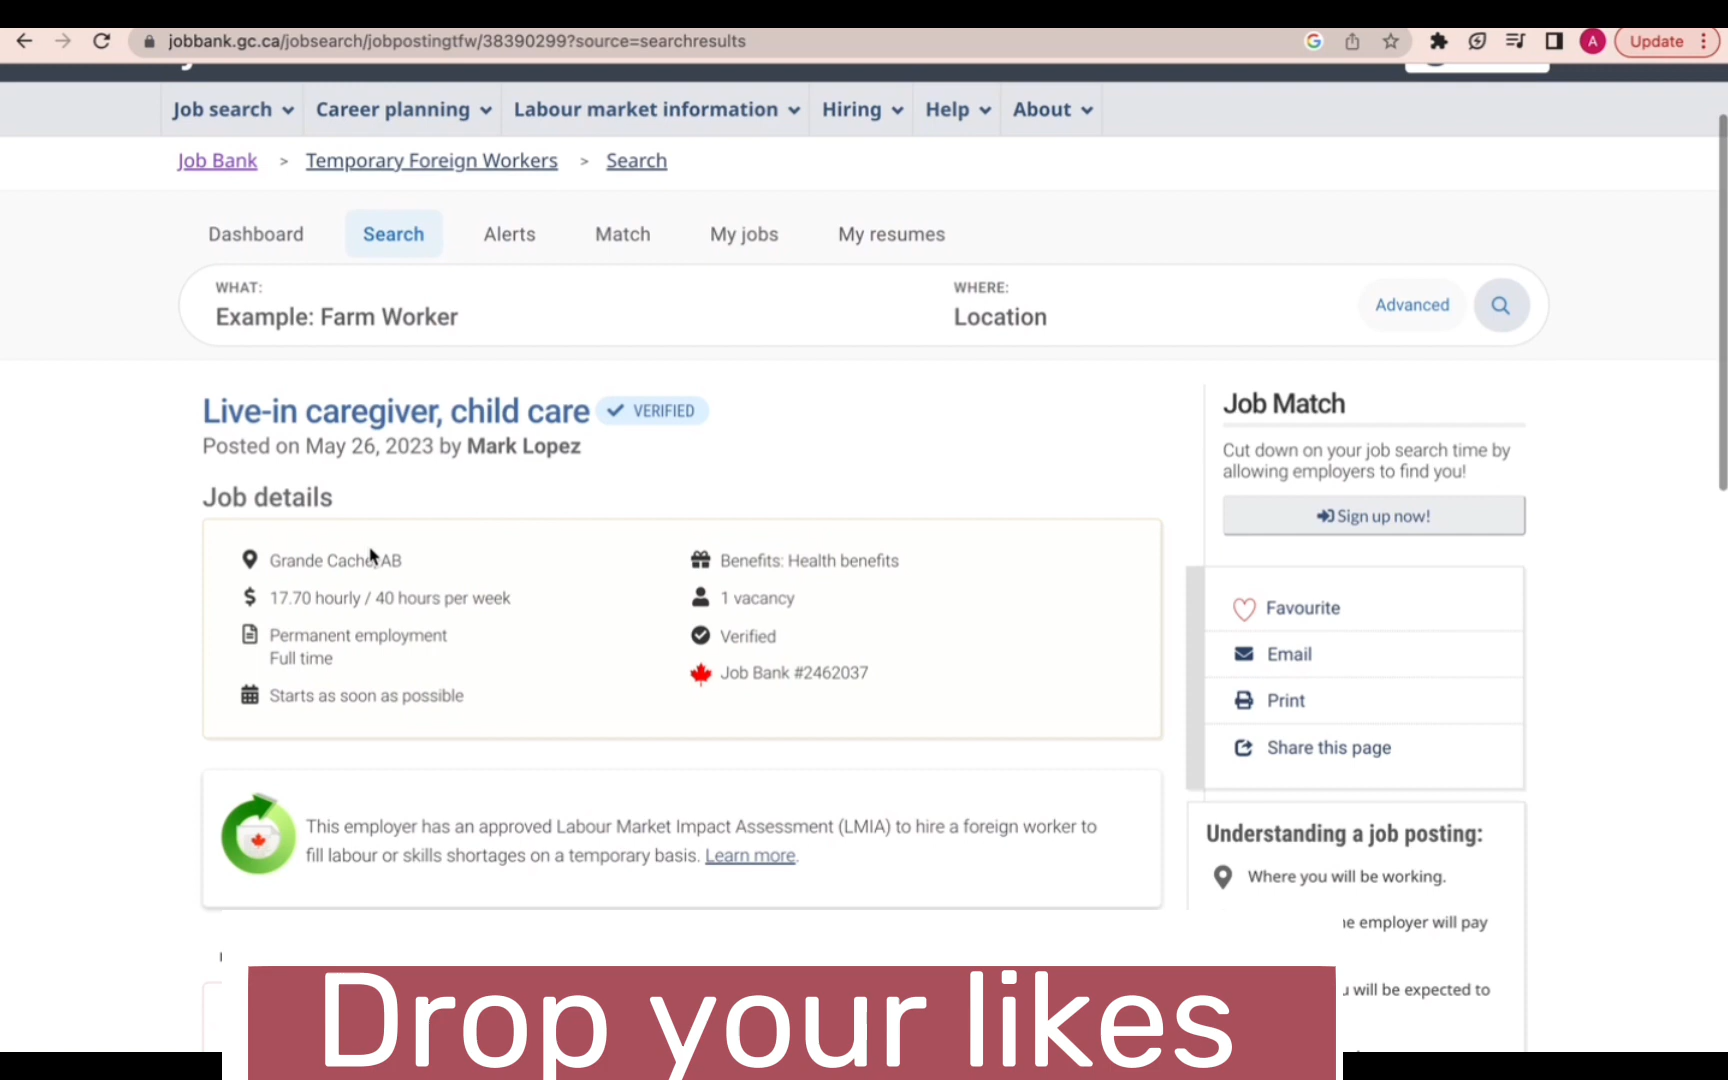 jobbank.gc.ca/jobsearch/jobpostingtfw/38390299?source=searchresults
A
Update
Job search
Career planning
Labour market information
Hiring
Help
About
Job Bank > Temporary Foreign Workers > Search
Dashboard
Search
Alerts
Match
My jobs
My resumes
WHAT:
Example: Farm Worker
WHERE:
Location
Advanced
Live-in caregiver, child care VERIFIED
Posted on May 26, 2023 by Mark Lopez
Job details
Grande Cache, AB
17.70 hourly / 40 hours per week
Permanent employment
Full time
Starts as soon as possible
Benefits: Health benefits
1 vacancy
Verified
Job Bank #2462037
This employer has an approved Labour Market Impact Assessment (LMIA) to hire a foreign worker to
fill labour or skills shortages on a temporary basis. Learn more.
Job Match
Cut down on your job search time by
allowing employers to find you!
Sign up now!
Favourite
Email
Print
Share this page
Understanding a job posting:
Where you will be working.
employer will pay
will be expected to
Drop your likes